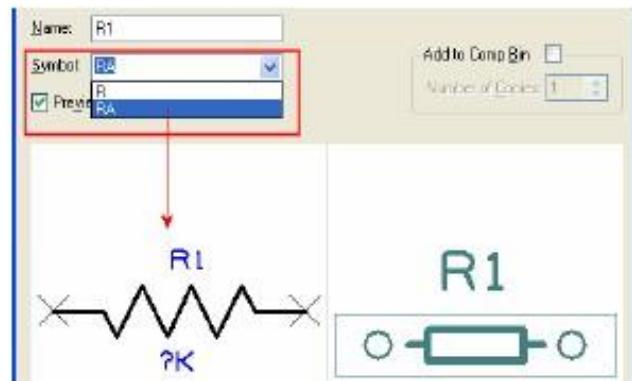 Name: R1
Symbol RA
Add to Comp Bin
R
RA
Number of Copies: 1
R1
?K
R1